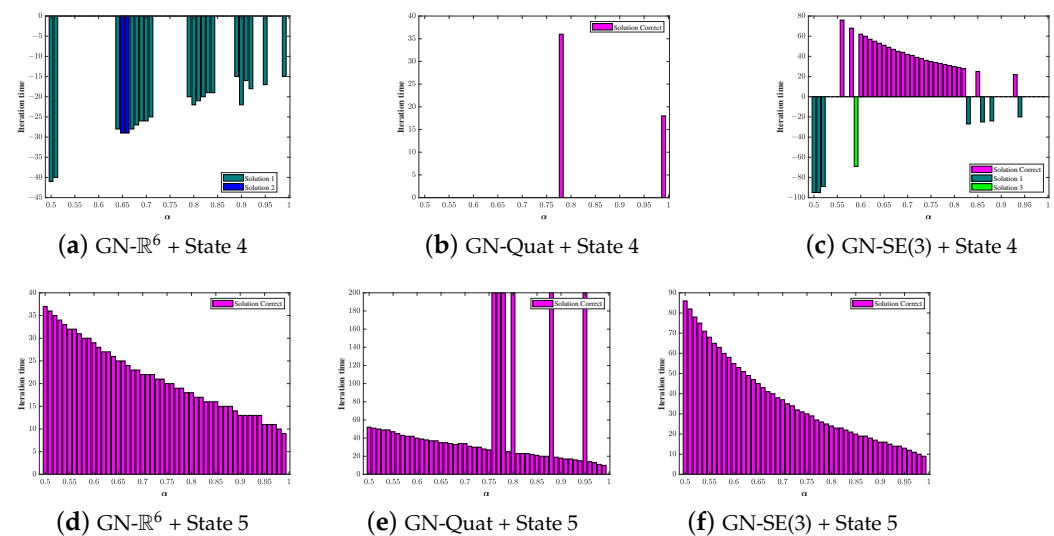 0
−5
−10
−15
−20
−25
−30
−35
−40
−45
Iteration time
0.5 0.55 0.6 0.65 0.7 0.75 0.8 0.85 0.9 0.95 1
α
Solution 1
Solution 2
(a) GN-ℝ⁶ + State 4
40
35
30
25
20
15
10
5
0
Iteration time
0.5 0.55 0.6 0.65 0.7 0.75 0.8 0.85 0.9 0.95 1
α
Solution Correct
(b) GN-Quat + State 4
80
60
40
20
0
−20
−40
−60
−80
−100
Iteration time
0.5 0.55 0.6 0.65 0.7 0.75 0.8 0.85 0.9 0.95 1
α
Solution Correct
Solution 1
Solution 3
(c) GN-SE(3) + State 4
40
35
30
25
20
15
10
5
0
Iteration time
0.5 0.55 0.6 0.65 0.7 0.75 0.8 0.85 0.9 0.95 1
α
Solution Correct
(d) GN-ℝ⁶ + State 5
200
180
160
140
120
100
80
60
40
20
0
Iteration time
0.5 0.55 0.6 0.65 0.7 0.75 0.8 0.85 0.9 0.95 1
α
Solution Correct
(e) GN-Quat + State 5
90
80
70
60
50
40
30
20
10
0
Iteration time
0.5 0.55 0.6 0.65 0.7 0.75 0.8 0.85 0.9 0.95 1
α
Solution Correct
(f) GN-SE(3) + State 5